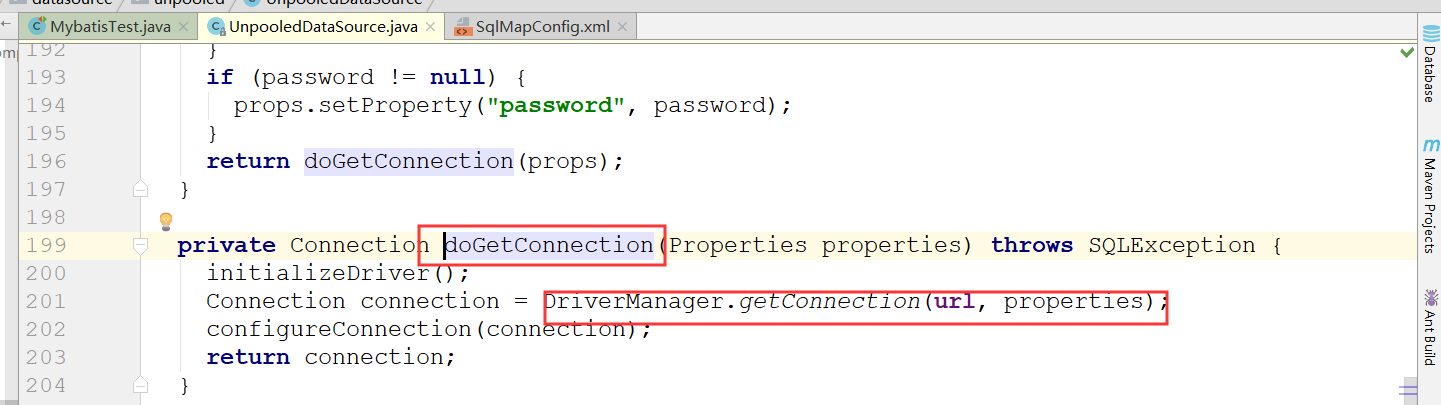 datasource unpooled UnpooledDataSource
MybatisTest.java UnpooledDataSource.java SqlMapConfig.xml
192 }
193 if (password != null) {
194 props.setProperty("password", password);
195 }
196 return doGetConnection(props);
197 }
198
199 private Connection doGetConnection(Properties properties) throws SQLException {
200 initializeDriver();
201 Connection connection = DriverManager.getConnection(url, properties);
202 configureConnection(connection);
203 return connection;
204 }
Database
Maven Projects
Ant Build